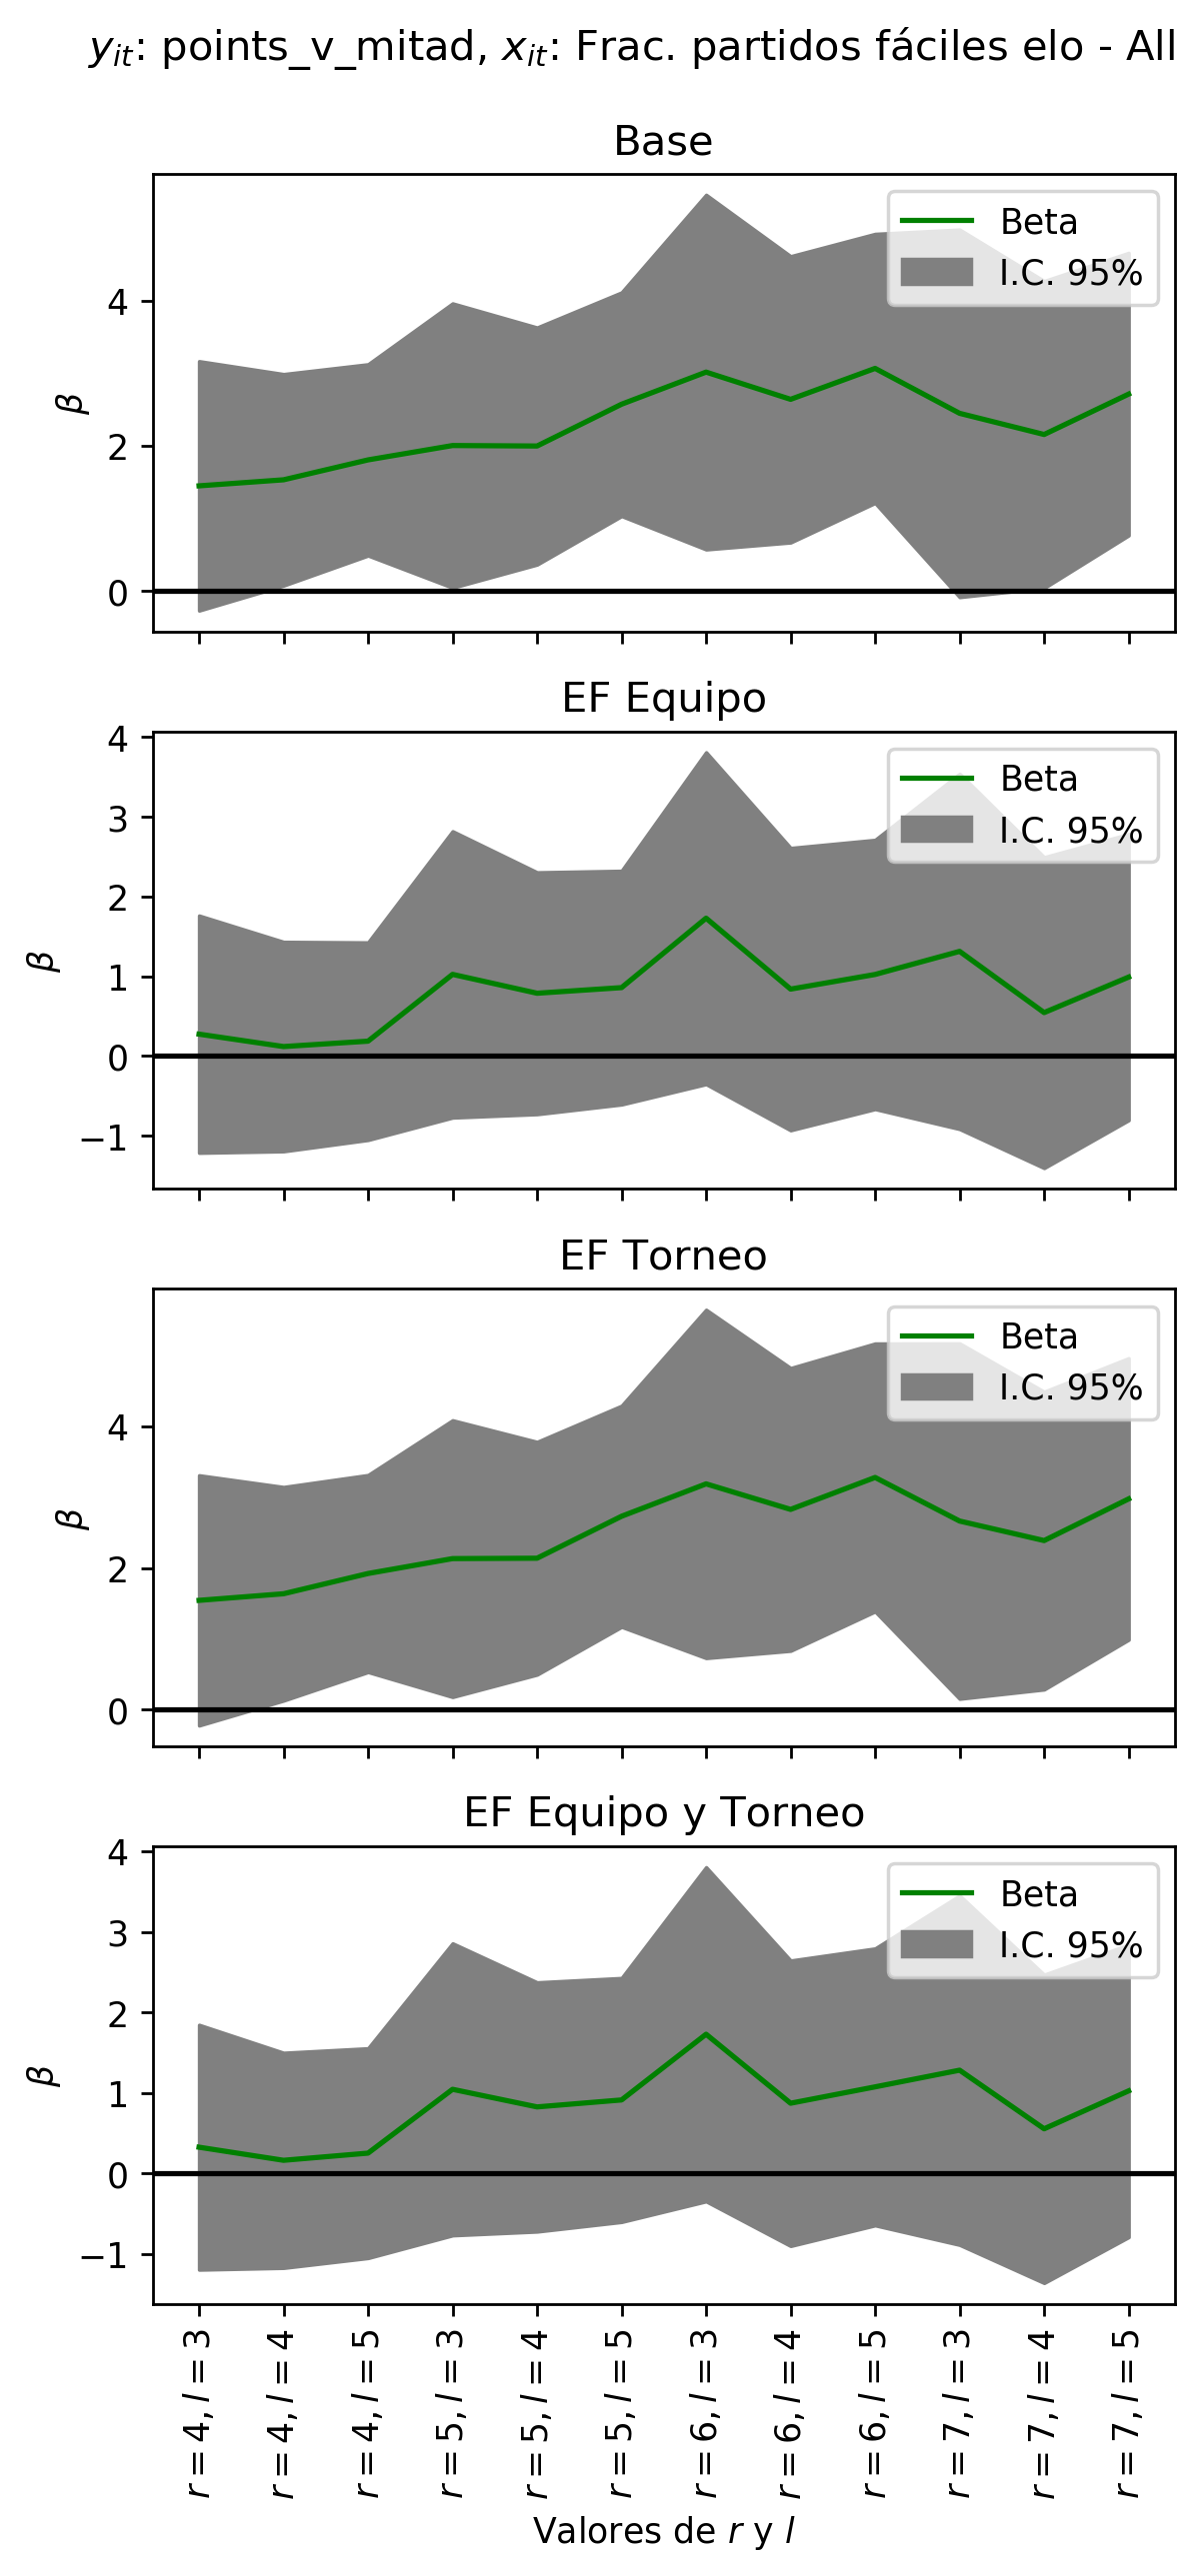 y_it: points_v_mitad, x_it: Frac. partidos fáciles elo - All
Base
Beta
I.C. 95%
β
4
2
0
EF Equipo
Beta
I.C. 95%
β
4
3
2
1
0
−1
EF Torneo
Beta
I.C. 95%
β
4
2
0
EF Equipo y Torneo
Beta
I.C. 95%
β
4
3
2
1
0
−1
r = 4, l = 3
r = 4, l = 4
r = 4, l = 5
r = 5, l = 3
r = 5, l = 4
r = 5, l = 5
r = 6, l = 3
r = 6, l = 4
r = 6, l = 5
r = 7, l = 3
r = 7, l = 4
r = 7, l = 5
Valores de r y l